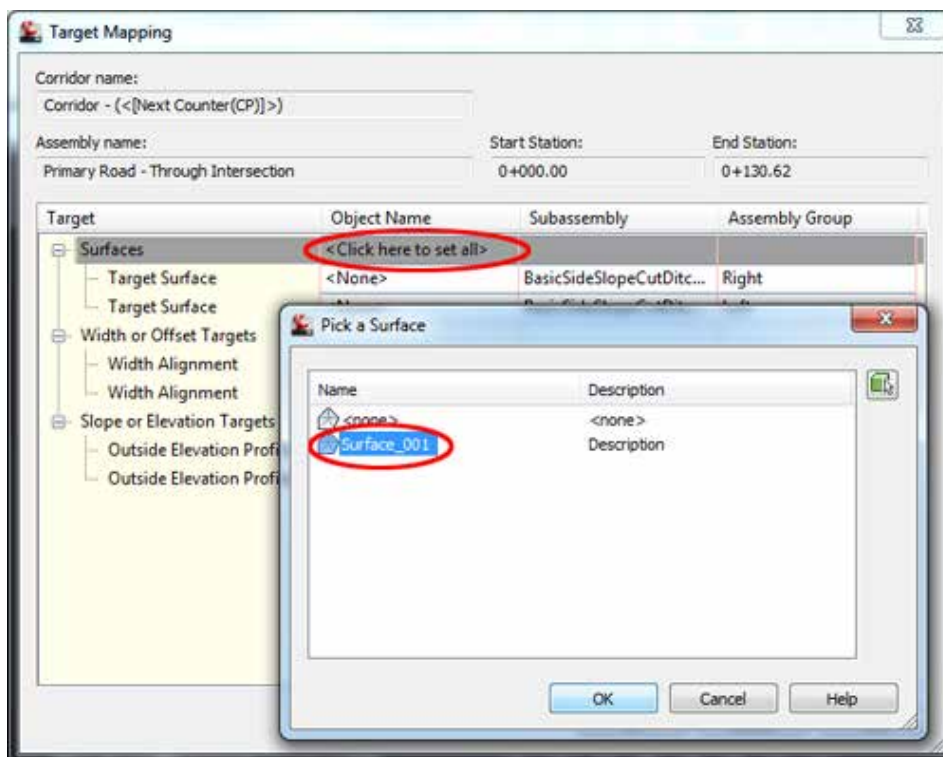 Target Mapping
Corridor name:
Corridor - (<[Next Counter(CP)]>)
Assembly name:
Start Station:
End Station:
Primary Road - Through Intersection
0+000.00
0+130.62
Target
Object Name
Subassembly
Assembly Group
Surfaces
<Click here to set all>
Target Surface
<None>
BasicSideSlopeCutDitc...
Right
Target Surface
Width or Offset Targets
Width Alignment
Width Alignment
Slope or Elevation Targets
Outside Elevation Profi
Outside Elevation Profi
Pick a Surface
Name
Description
<none>
<none>
Surface_001
Description
OK
Cancel
Help